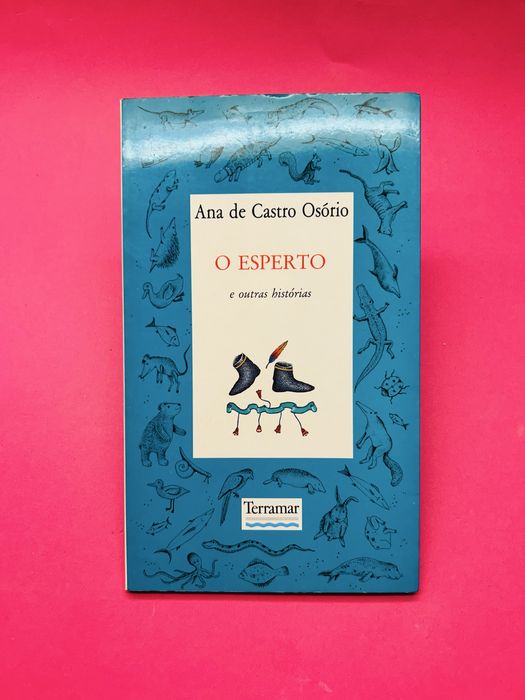 Ana de Castro Osório
O ESPERTO
e outras histórias
Terramar